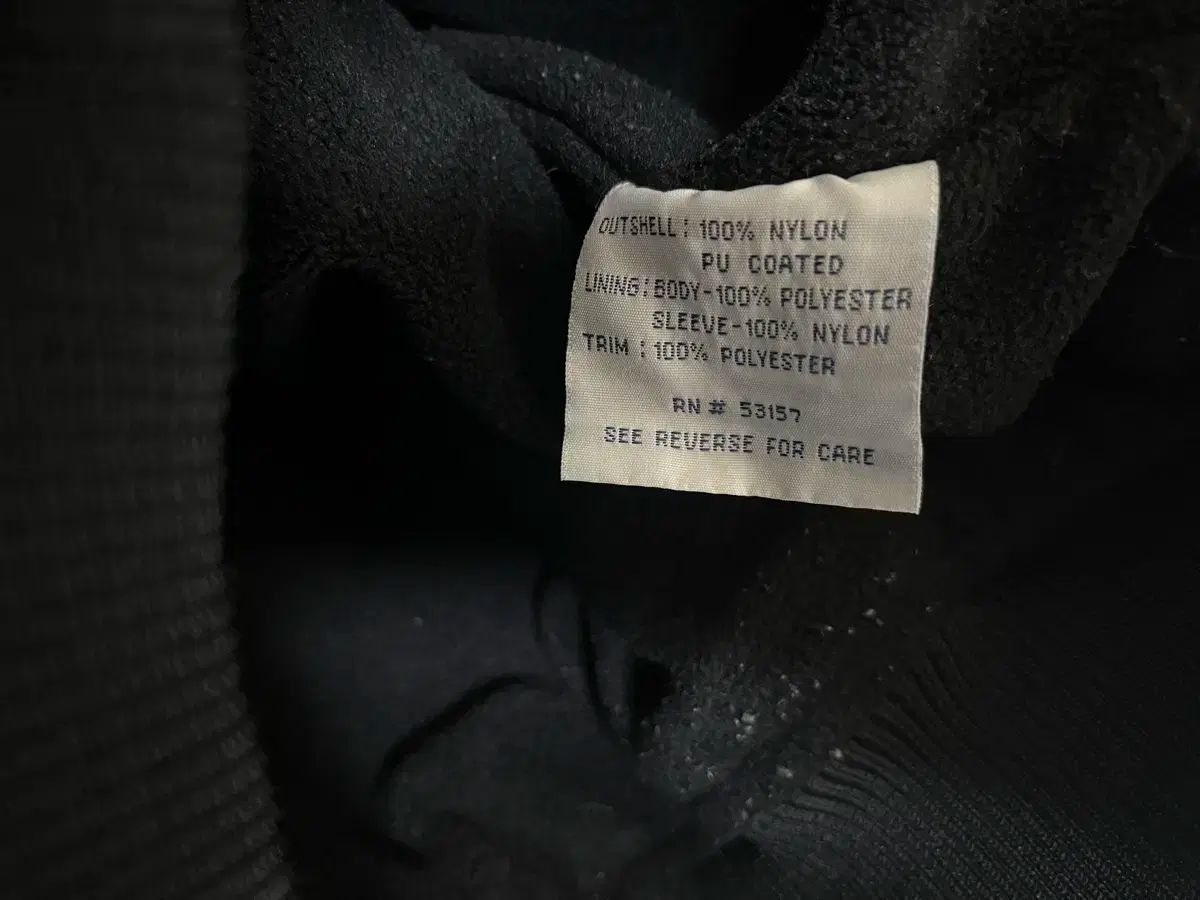 OUTSHELL: 100% NYLON
PU COATED
LINING: BODY-100% POLYESTER
SLEEVE-100% NYLON
TRIM : 100% POLYESTER
RN # 53157
SEE REVERSE FOR CARE